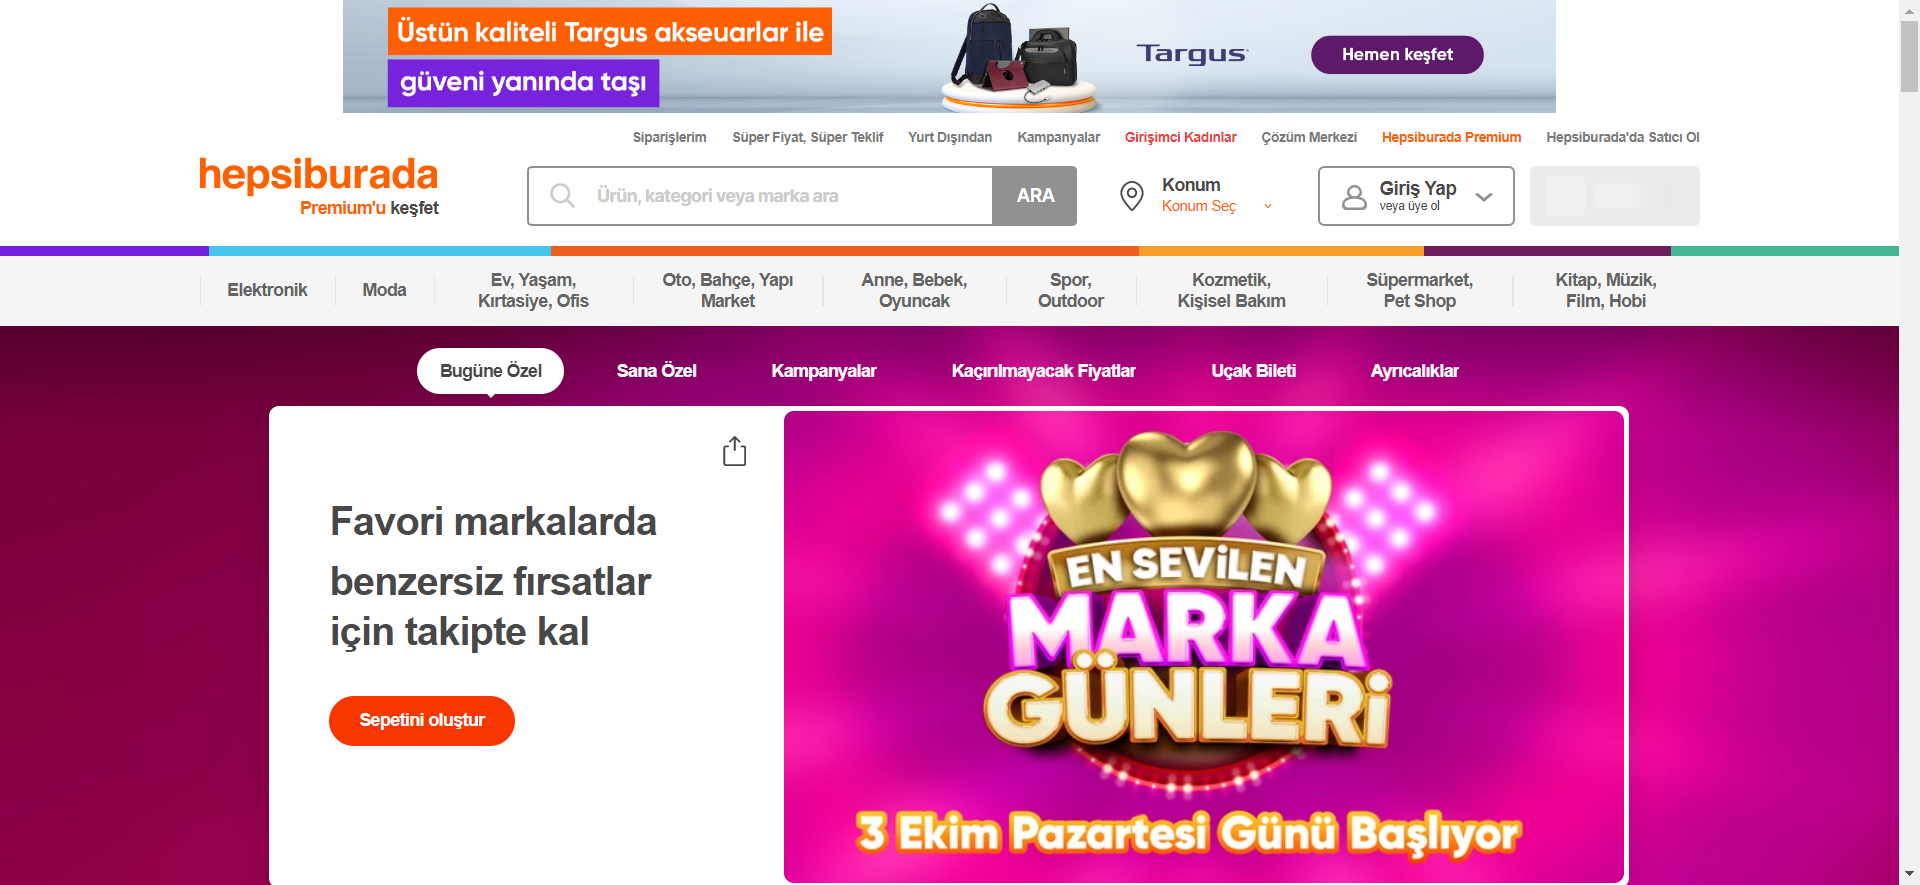 Üstün kaliteli Targus aksesuarlar ile
güveni yanında taşı
Targus
Hemen keşfet
Siparişlerim
Süper Fiyat, Süper Teklif
Yurt Dışından
Kampanyalar
Girişimci Kadınlar
Çözüm Merkezi
Hepsiburada Premium
Hepsiburada'da Satıcı Ol
hepsiburada
Premium'u keşfet
Ürün, kategori veya marka ara
ARA
Konum
Konum Seç
Giriş Yap
veya üye ol
Elektronik
Moda
Ev, Yaşam,
Kırtasiye, Ofis
Oto, Bahçe, Yapı
Market
Anne, Bebek,
Oyuncak
Spor,
Outdoor
Kozmetik,
Kişisel Bakım
Süpermarket,
Pet Shop
Kitap, Müzik,
Film, Hobi
Bugüne Özel
Sana Özel
Kampanyalar
Kaçırılmayacak Fiyatlar
Uçak Bileti
Ayrıcalıklar
Favori markalarda
benzersiz fırsatlar
için takipte kal
Sepetini oluştur
EN SEViLEN
MARKA
GÜNLERi
3 Ekim Pazartesi Günü Başlıyor